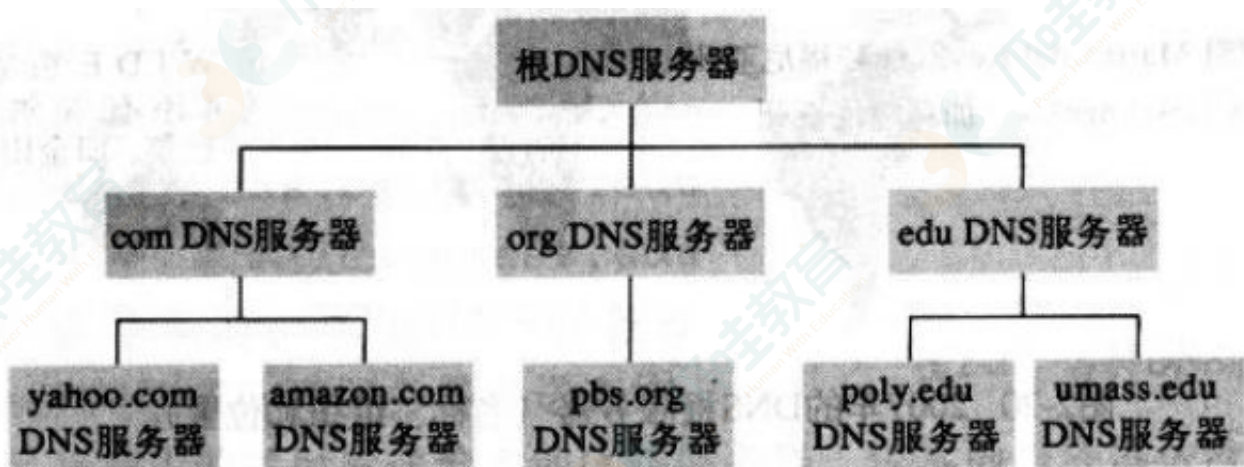 根DNS服务器
com DNS服务器
org DNS服务器
edu DNS服务器
yahoo.com
DNS服务器
amazon.com
DNS服务器
pbs.org
DNS服务器
poly.edu
DNS服务器
umass.edu
DNS服务器